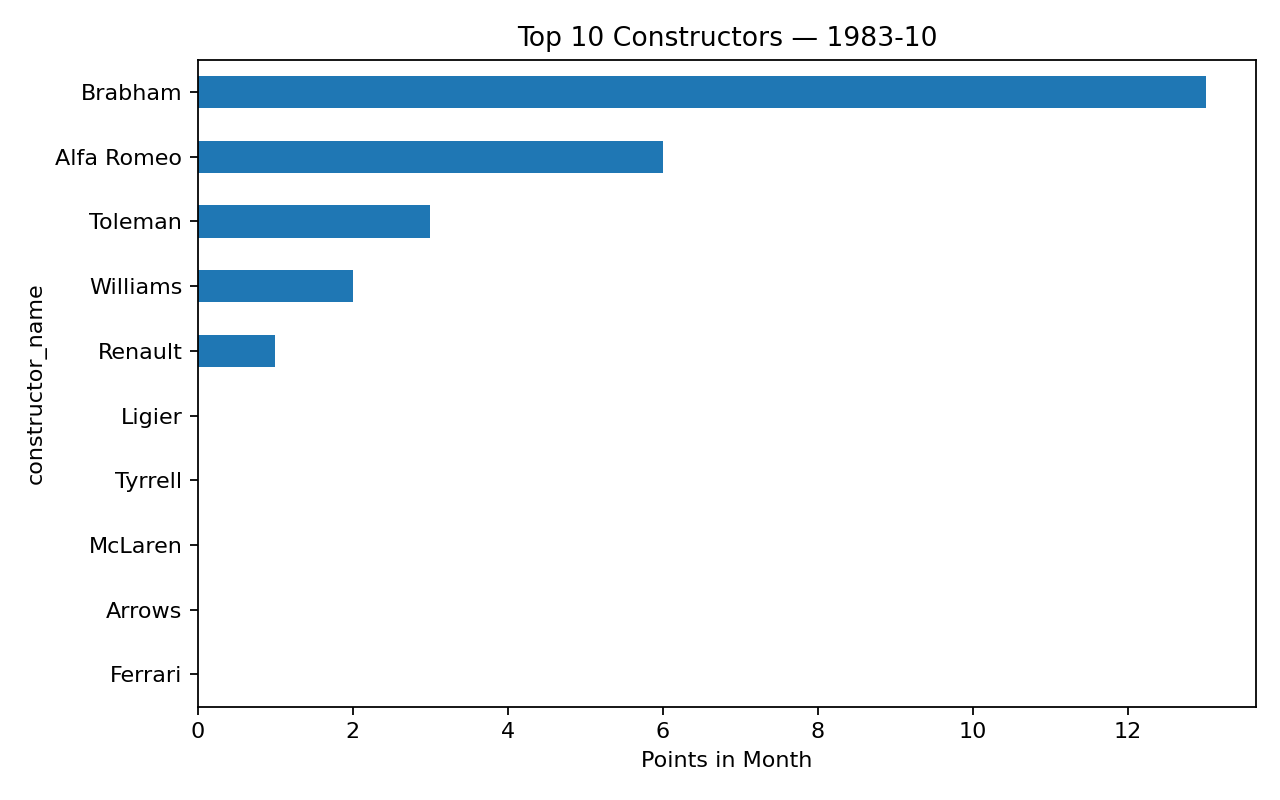 Top 10 Constructors — 1983-10
Brabham
Alfa Romeo
Toleman
Williams
Renault
Ligier
Tyrrell
McLaren
Arrows
Ferrari
constructor_name
0 2 4 6 8 10 12
Points in Month